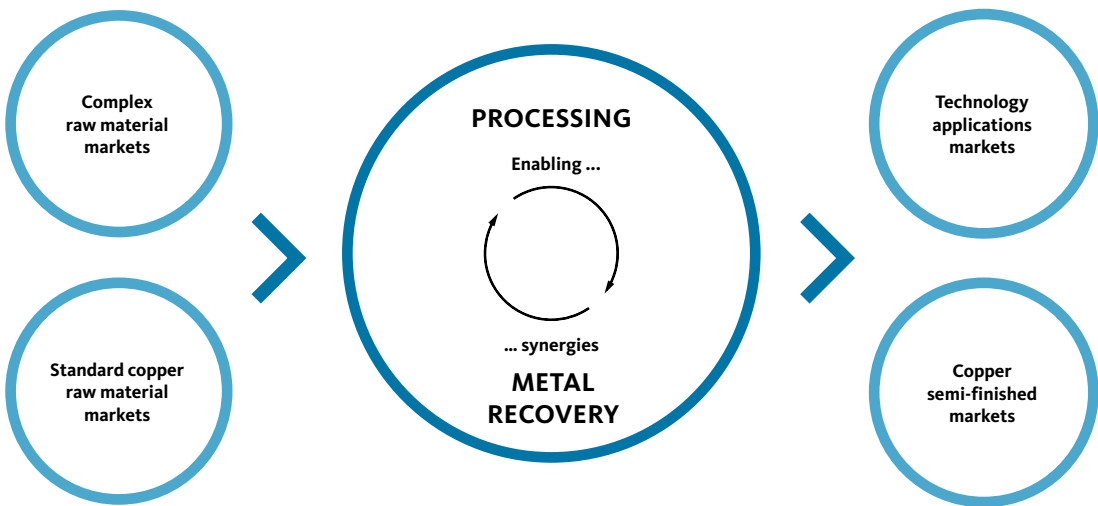 Complex
raw material
markets
Standard copper
raw material
markets
PROCESSING
Enabling ...
... synergies
METAL
RECOVERY
Technology
applications
markets
Copper
semi-finished
markets